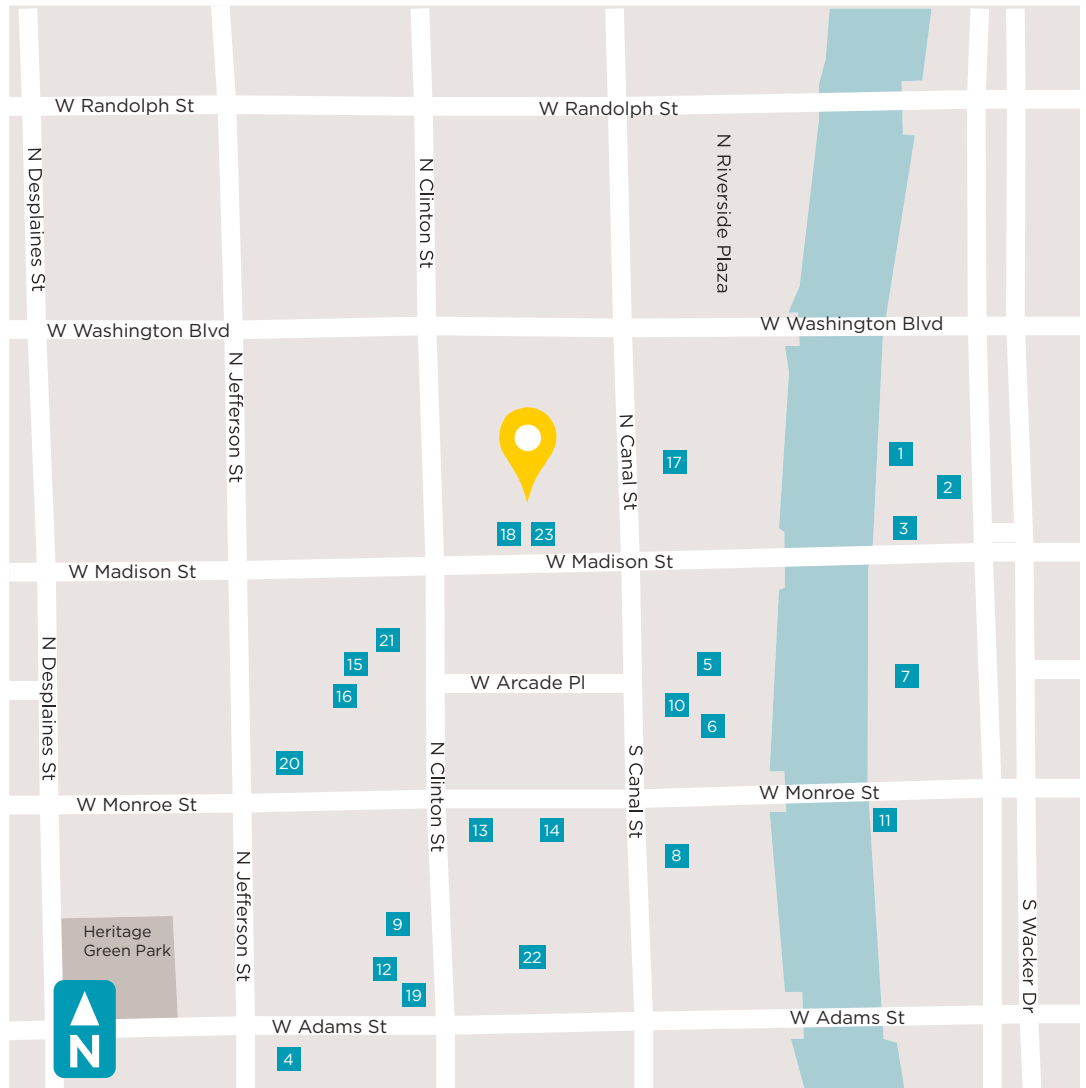 W Randolph St
W Randolph St
N Desplaines St
N Clinton St
N Riverside Plaza
W Washington Blvd
W Washington Blvd
N Jefferson St
N Canal St
17
1
2
3
18
23
W Madison St
W Madison St
N Desplaines St
21
15
16
20
W Arcade Pl
5
10
6
7
N Clinton St
S Canal St
W Monroe St
W Monroe St
13
14
11
8
N Jefferson St
9
12
19
22
S Wacker Dr
Heritage
Green Park
N
W Adams St
W Adams St
4